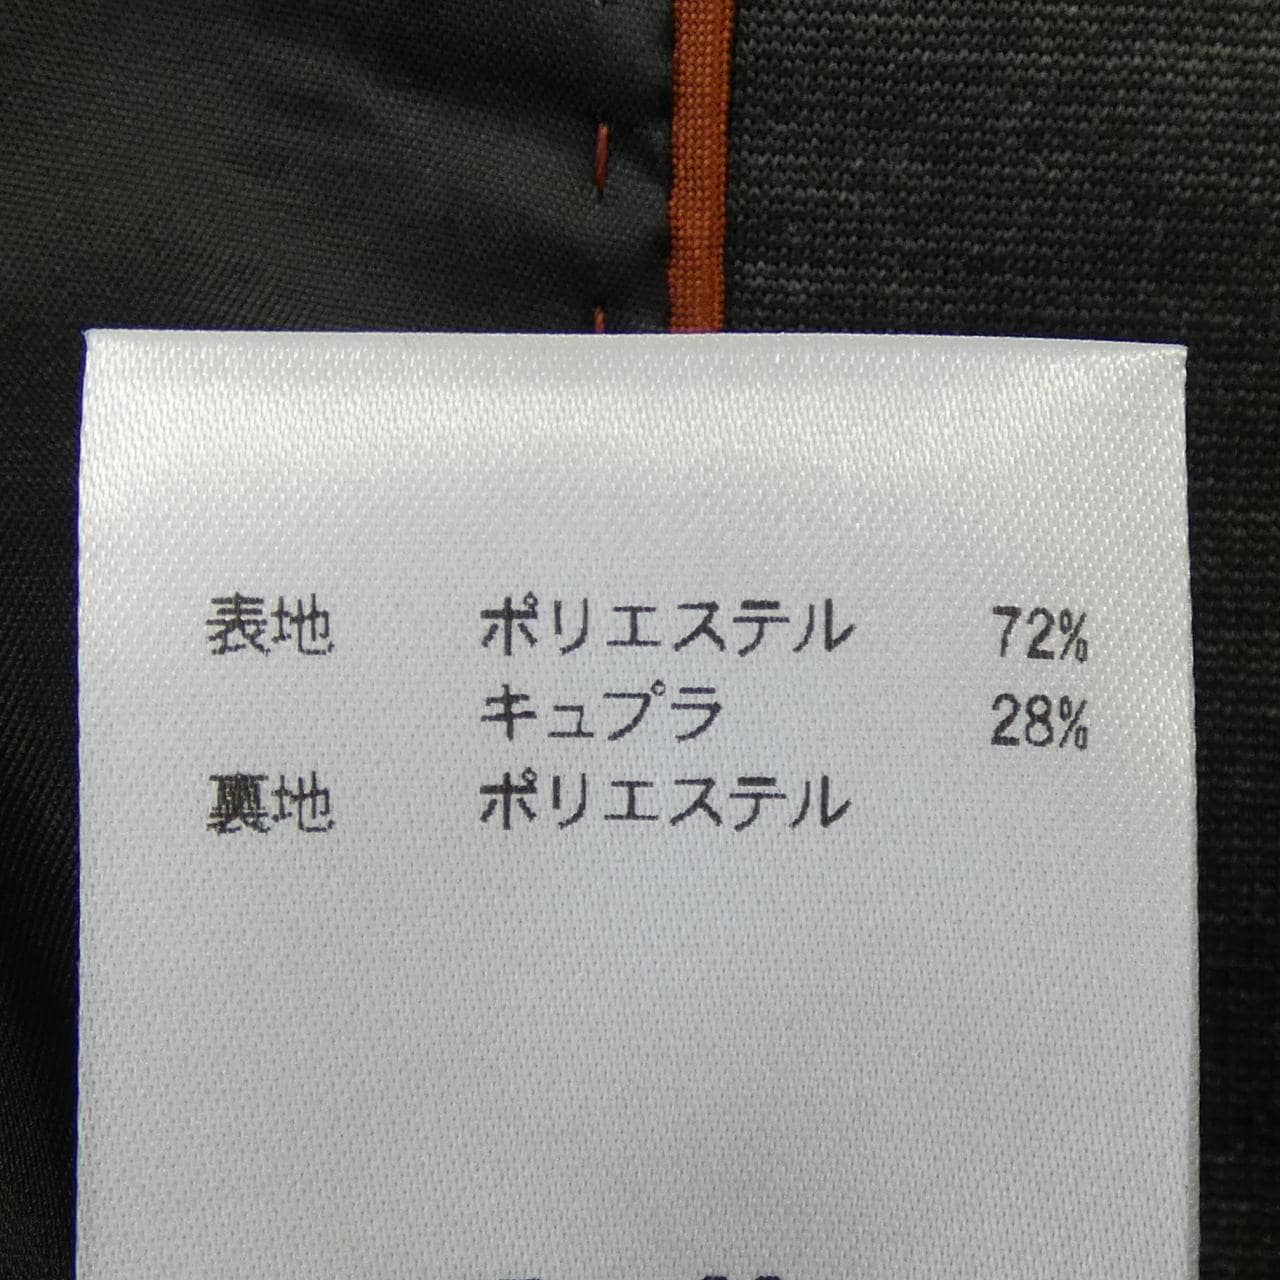 表地 ポリエステル 72%
キュプラ 28%
裏地 ポリエステル